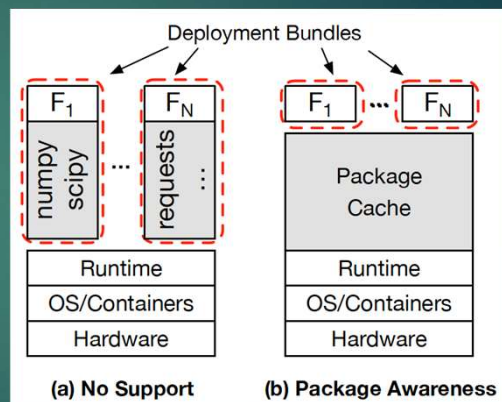 Deployment Bundles
F1
numpy
scipy
...
FN
requests
...
Runtime
OS/Containers
Hardware
(a) No Support
F1
...
FN
Package
Cache
Runtime
OS/Containers
Hardware
(b) Package Awareness